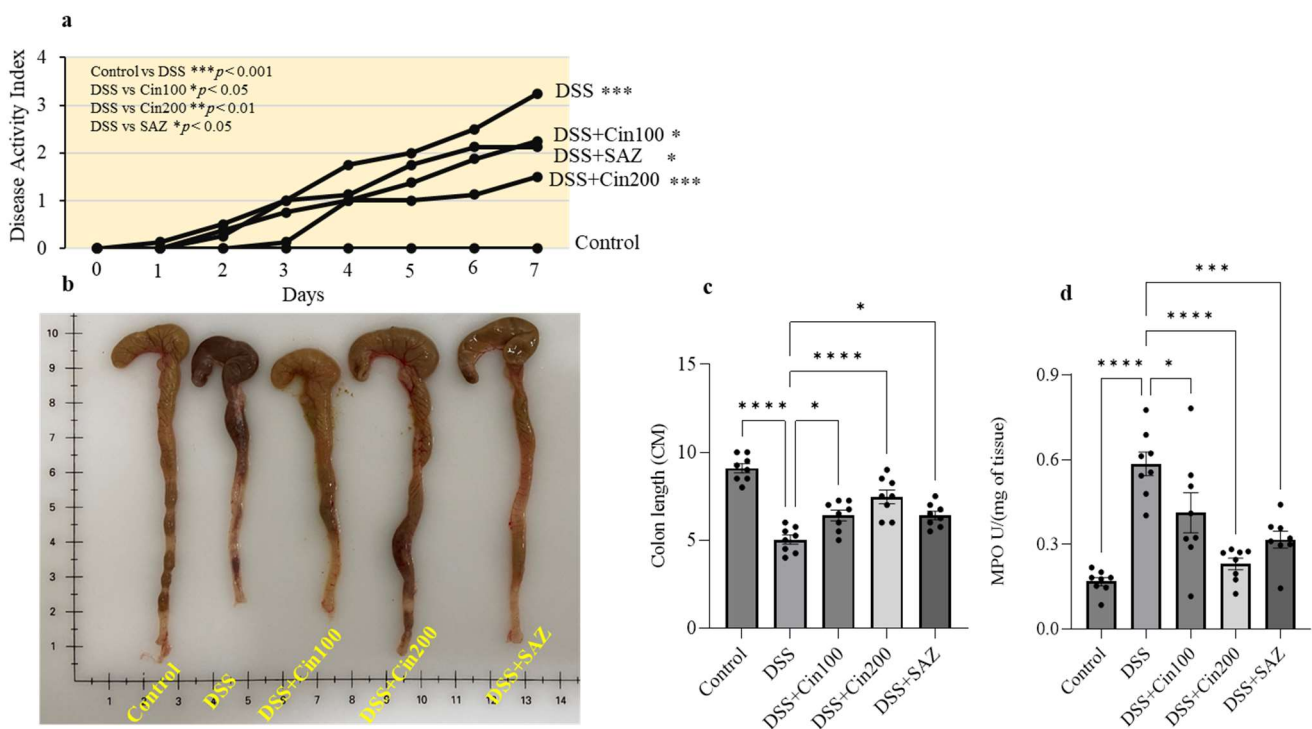 a
Disease Activity Index
4
3
2
1
0
Control vs DSS ***p< 0.001
DSS vs Cin100 *p< 0.05
DSS vs Cin200 **p< 0.01
DSS vs SAZ *p< 0.05
DSS ***
DSS+Cin100 *
DSS+SAZ *
DSS+Cin200 ***
Control
0 1 2 3 4 5 6 7
Days
b
10
9
8
7
6
5
4
3
2
1
1 2 3 4 5 6 7 8 9 10 11 12 13 14
Control
DSS
DSS+Cin100
DSS+Cin200
DSS+SAZ
c
*
****
**** *
Colon length (CM)
15
10
5
0
Control
DSS
DSS+Cin100
DSS+Cin200
DSS+SAZ
d
***
****
**** *
MPO U/(mg of tissue)
0.9
0.6
0.3
0.0
Control
DSS
DSS+Cin100
DSS+Cin200
DSS+SAZ